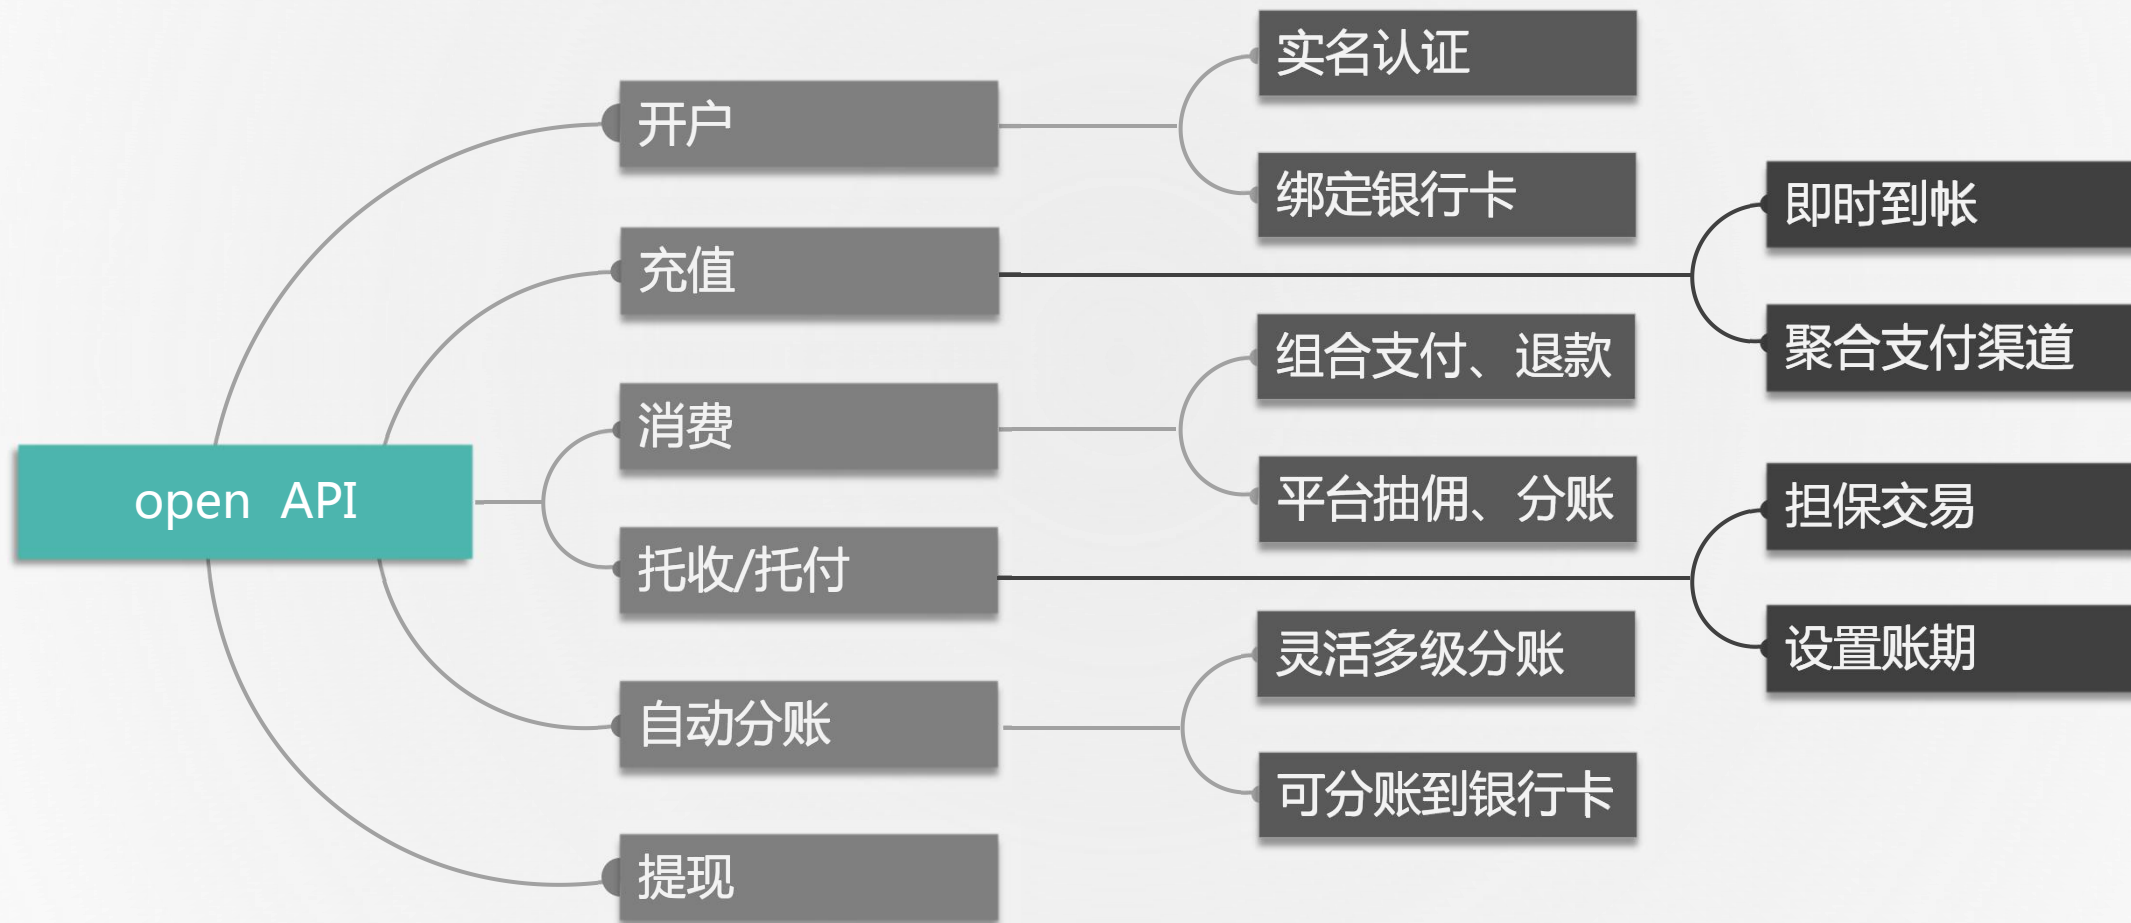 open API
开户
实名认证
绑定银行卡
充值
即时到帐
聚合支付渠道
消费
组合支付、退款
平台抽佣、分账
托收/托付
担保交易
设置账期
自动分账
灵活多级分账
可分账到银行卡
提现